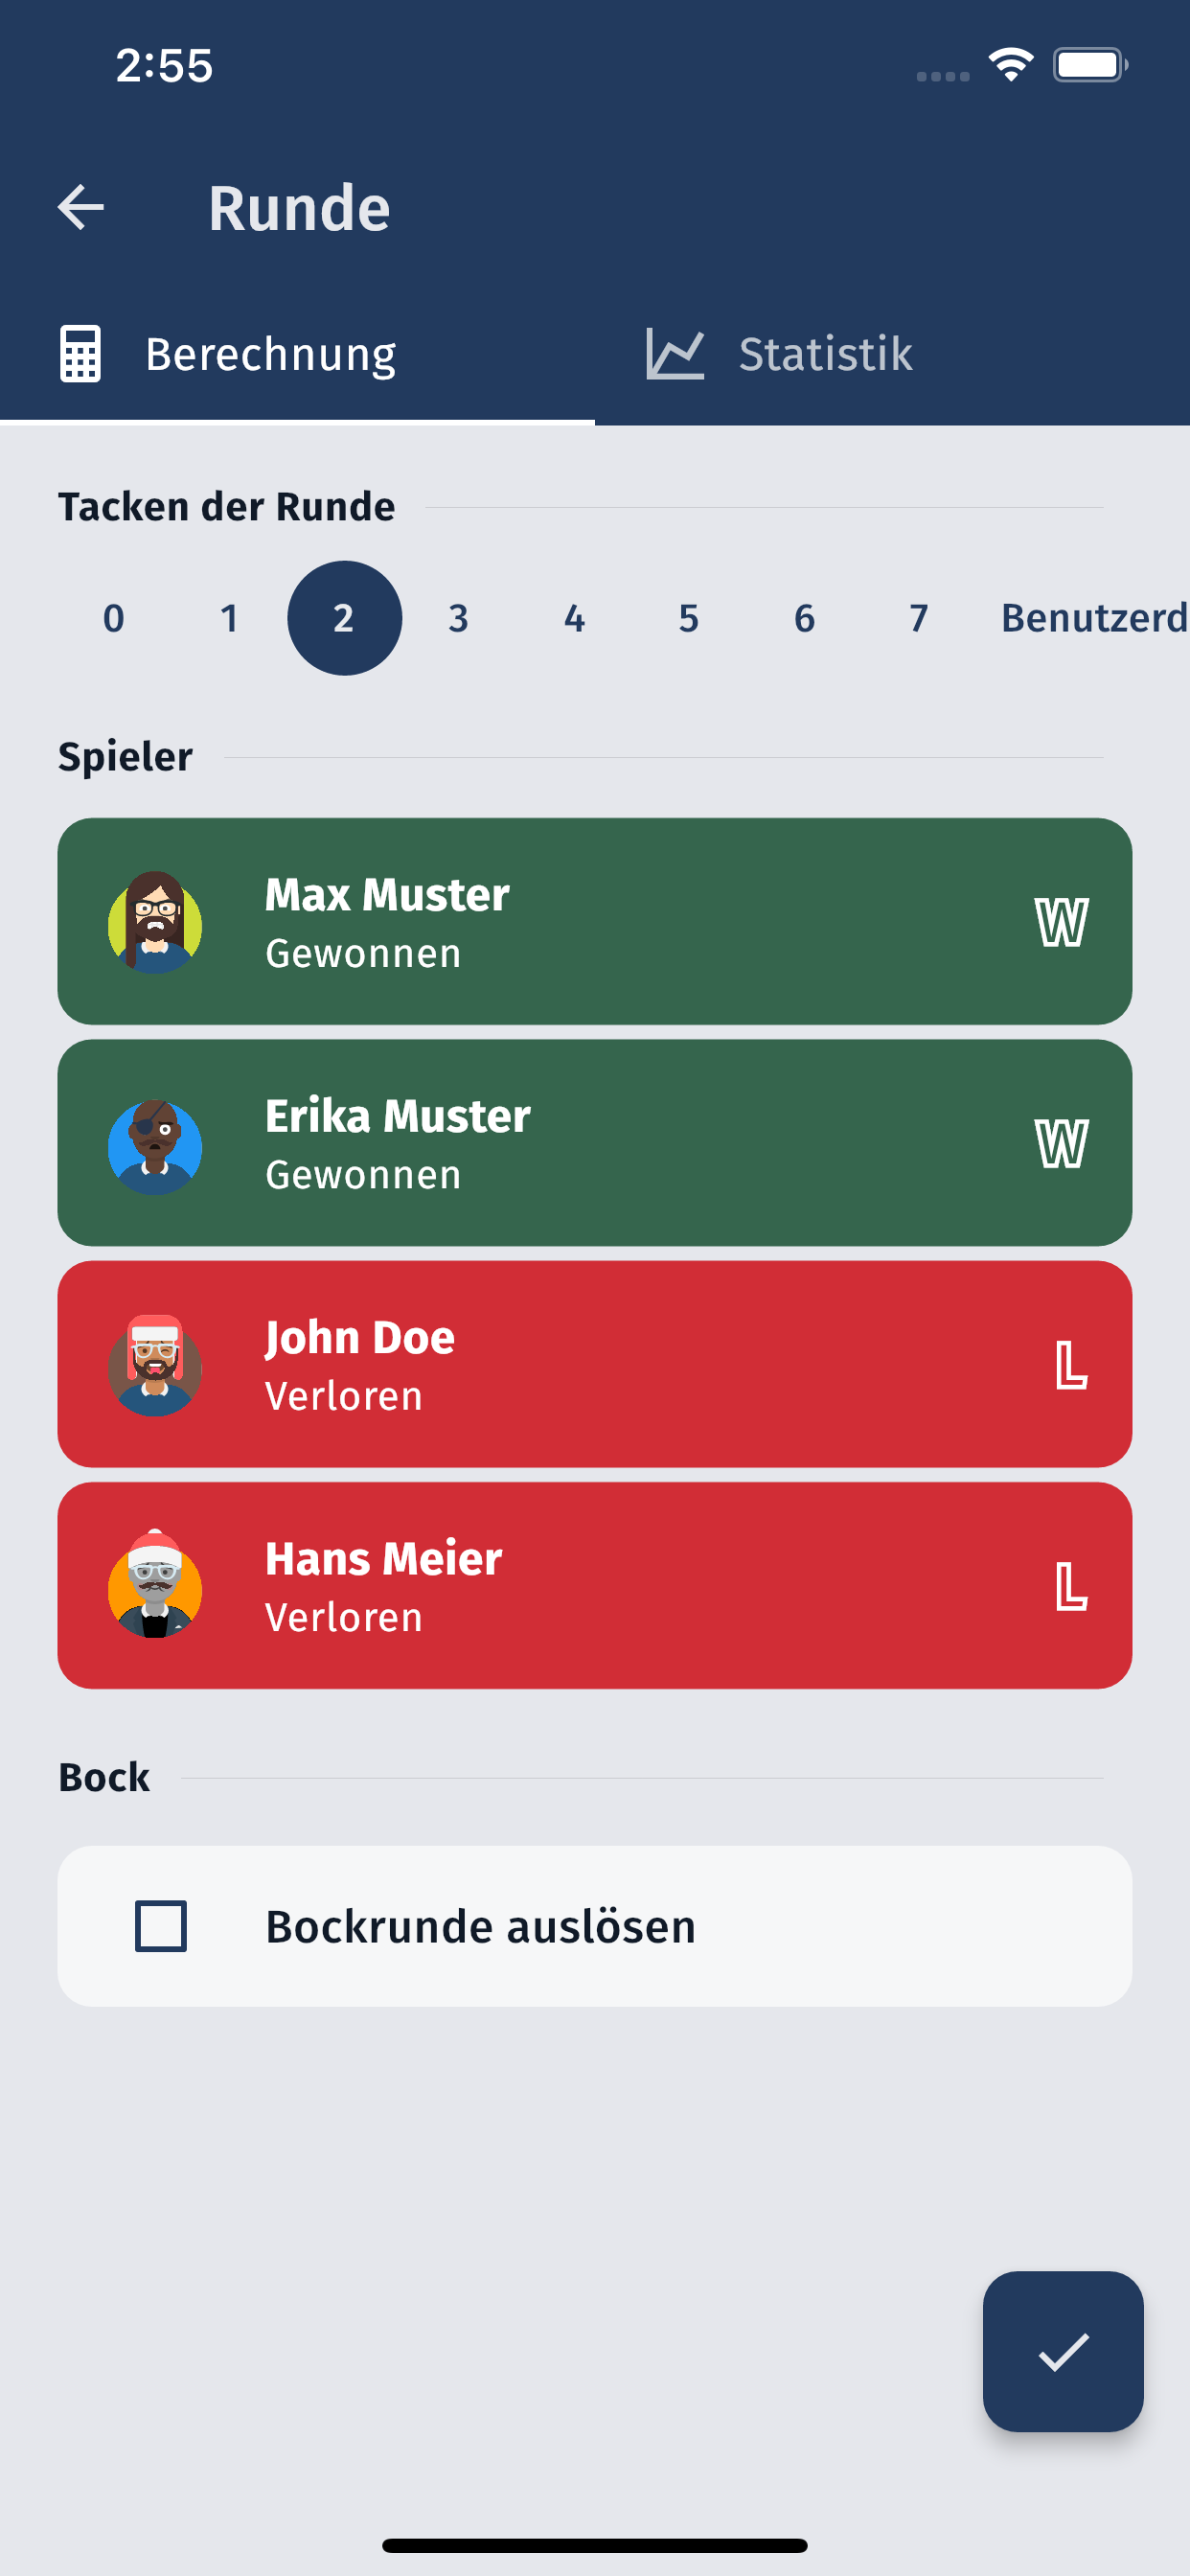 2:55
Runde
Berechnung Statistik
Tacken der Runde
0 1 2 3 4 5 6 7 Benutzerd
Spieler
Max Muster
Gewonnen
W
Erika Muster
Gewonnen
W
John Doe
Verloren
L
Hans Meier
Verloren
L
Bock
Bockrunde auslösen